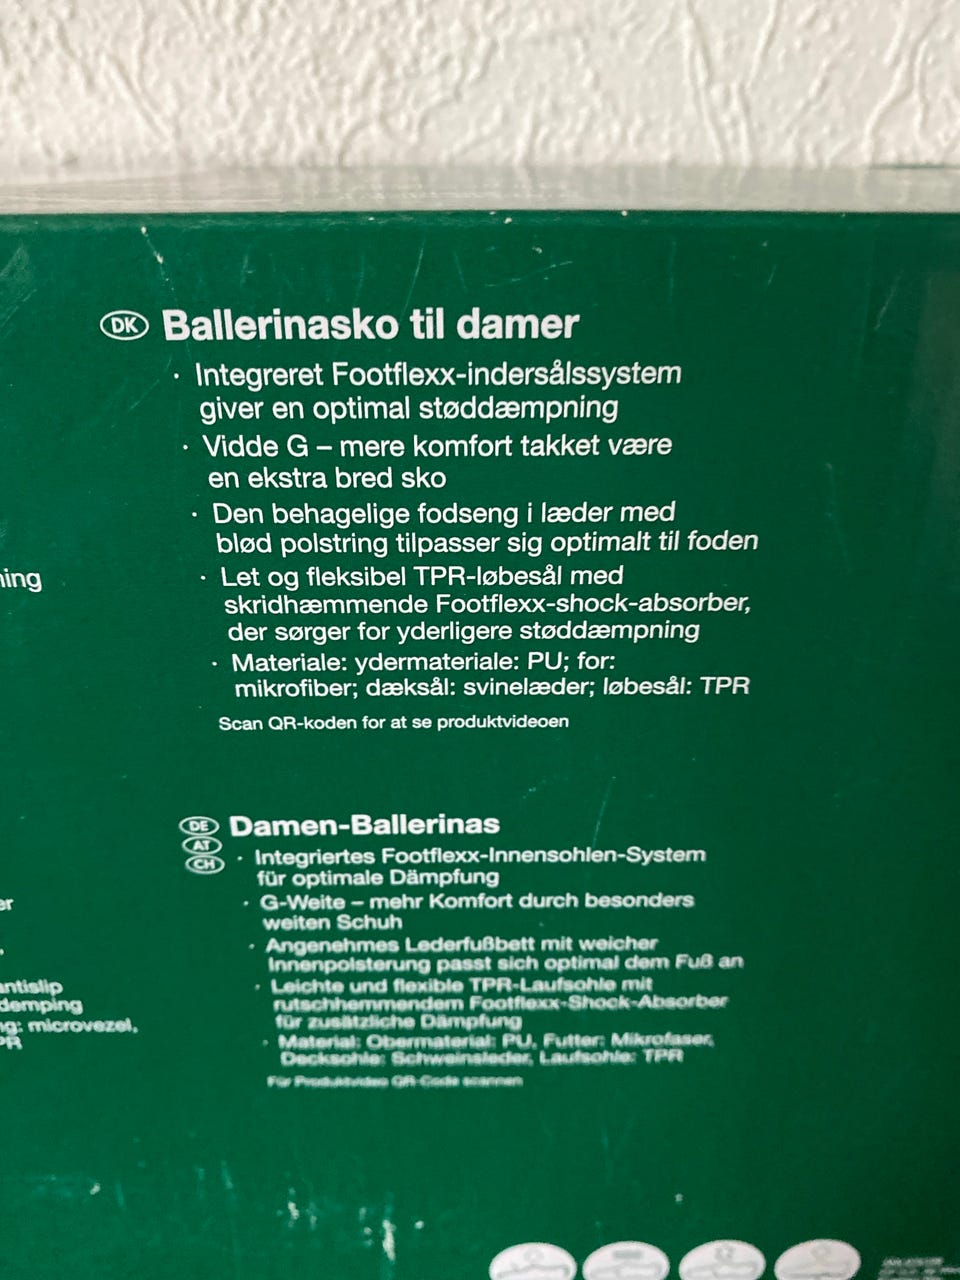 DK Ballerinasko til damer
· Integreret Footflexx-indersålssystem
giver en optimal støddæmpning
· Vidde G – mere komfort takket være
en ekstra bred sko
· Den behagelige fodseng i læder med
blød polstring tilpasser sig optimalt til foden
· Let og fleksibel TPR-løbesål med
skridhæmmende Footflexx-shock-absorber,
der sørger for yderligere støddæmpning
· Materiale: ydermateriale: PU; for:
mikrofiber; dæksål: svinelæder; løbesål: TPR
Scan QR-koden for at se produktvideoen
DE AT CH Damen-Ballerinas
· Integriertes Footflexx-Innensohlen-System
für optimale Dämpfung
· G-Weite – mehr Komfort durch besonders
weiten Schuh
· Angenehmes Lederfußbett mit weicher
Innenpolsterung passt sich optimal dem Fuß an
· Leichte und flexible TPR-Laufsohle mit
rutschhemmendem Footflexx-Shock-Absorber
für zusätzliche Dämpfung
· Material: Obermaterial: PU, Futter: Mikrofaser,
Decksohle: Schweinsleder, Laufsohle: TPR
Für Produktvideo QR-Code scannen
ning
er
antislip
demping
ng: microvezel,
PR